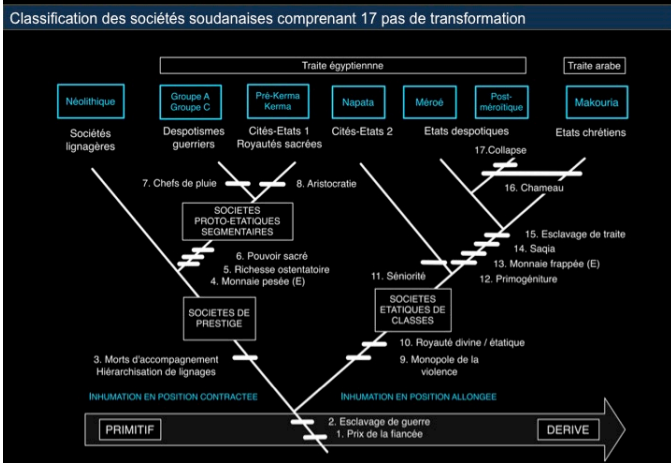 Classification des sociétés soudanaises comprenant 17 pas de transformation
Traite égyptiennne
Traite arabe
Néolithique
Groupe A
Groupe C
Pré-Kerma
Kerma
Napata
Méroé
Post-
méroïtique
Makouria
Sociétés
lignagères
Despotismes
guerriers
Cités-Etats 1
Royautés sacrées
Cités-Etats 2
Etats despotiques
Etats chrétiens
17.Collapse
7. Chefs de pluie
8. Aristocratie
16. Chameau
SOCIETES
PROTO-ETATIQUES
SEGMENTAIRES
15. Esclavage de traite
14. Saqia
13. Monnaie frappée (E)
12. Primogéniture
6. Pouvoir sacré
5. Richesse ostentatoire
4. Monnaie pesée (E)
11. Séniorité
SOCIETES
DE PRESTIGE
SOCIETES
ETATIQUES DE
CLASSES
10. Royauté divine / étatique
9. Monopole de la
violence
3. Morts d'accompagnement
Hiérarchisation de lignages
INHUMATION EN POSITION CONTRACTEE
INHUMATION EN POSITION ALLONGEE
2. Esclavage de guerre
1. Prix de la fiancée
PRIMITIF
DERIVE